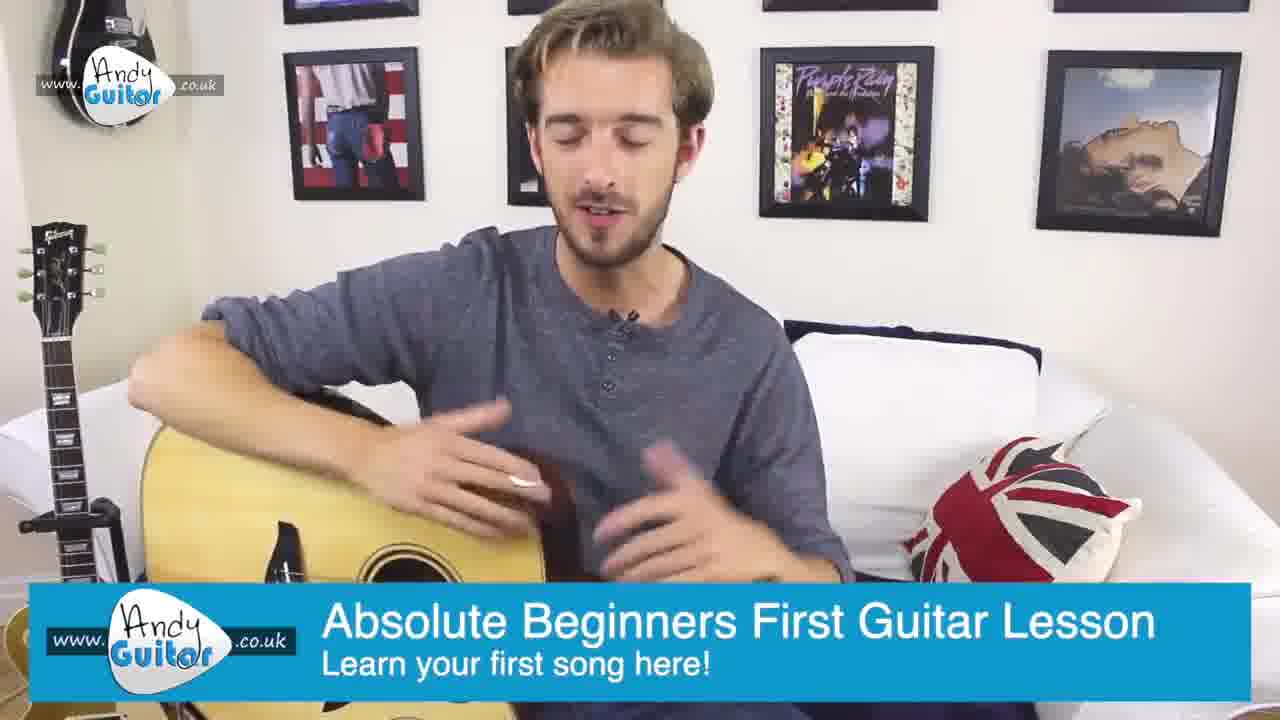 www.
Andy
Guitar
.co.uk
Purple Rain
Gibson
www.
Andy
Guitar
.co.uk
Absolute Beginners First Guitar Lesson
Learn your first song here!